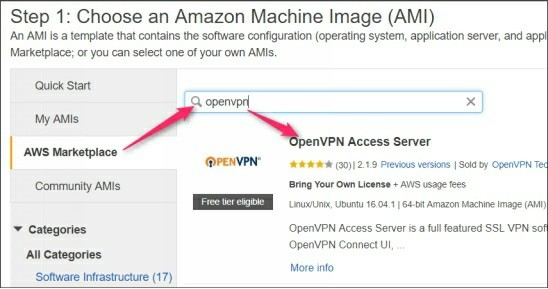 Step 1: Choose an Amazon Machine Image (AMI)
An AMI is a template that contains the software configuration (operating system, application server, and appl
Marketplace; or you can select one of your own AMIs.
Quick Start
My AMIs
AWS Marketplace
Community AMIs
Categories
All Categories
Software Infrastructure (17)
openvpn
OPENVPN
Free tier eligible
OpenVPN Access Server
(30) | 2.1.9 Previous versions | Sold by OpenVPN Tec
Bring Your Own License + AWS usage fees
Linux/Unix, Ubuntu 16.04.1 | 64-bit Amazon Machine Image (AMI)
OpenVPN Access Server is a full featured SSL VPN softw
OpenVPN Connect UI, ...
More info